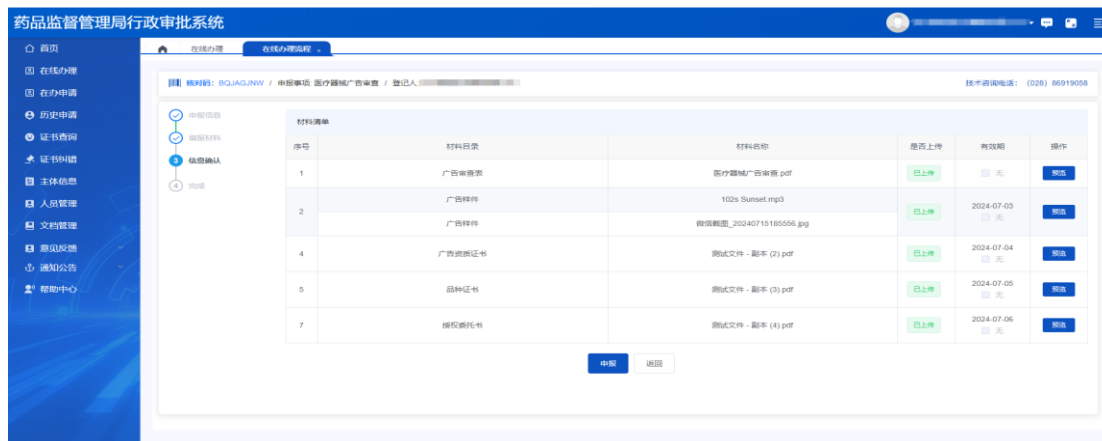 药品监督管理局行政审批系统
首页
在线办理
在办申请
历史申请
证书查询
证书纠错
主体信息
人员管理
文档管理
意见反馈
通知公告
帮助中心
在线办理 在线办理流程
核对码：BQJAGJNW / 申报事项 医疗器械广告审查 / 登记人: 技术咨询电话： (028) 86919058
申报信息
填报材料
3 信息确认
4 完成
材料清单
序号 材料目录 材料名称 是否上传 有效期 操作
1 广告审查表 医疗器械广告审查.pdf 已上传 无 预览
2 广告样件 102s Sunset.mp3 已上传 2024-07-03 无 预览
广告样件 微信截图_20240715185556.jpg
4 广告资质证书 测试文件 - 副本 (2).pdf 已上传 2024-07-04 无 预览
5 品种证书 测试文件 - 副本 (3).pdf 已上传 2024-07-05 无 预览
7 授权委托书 测试文件 - 副本 (4).pdf 已上传 2024-07-06 无 预览
申报 返回